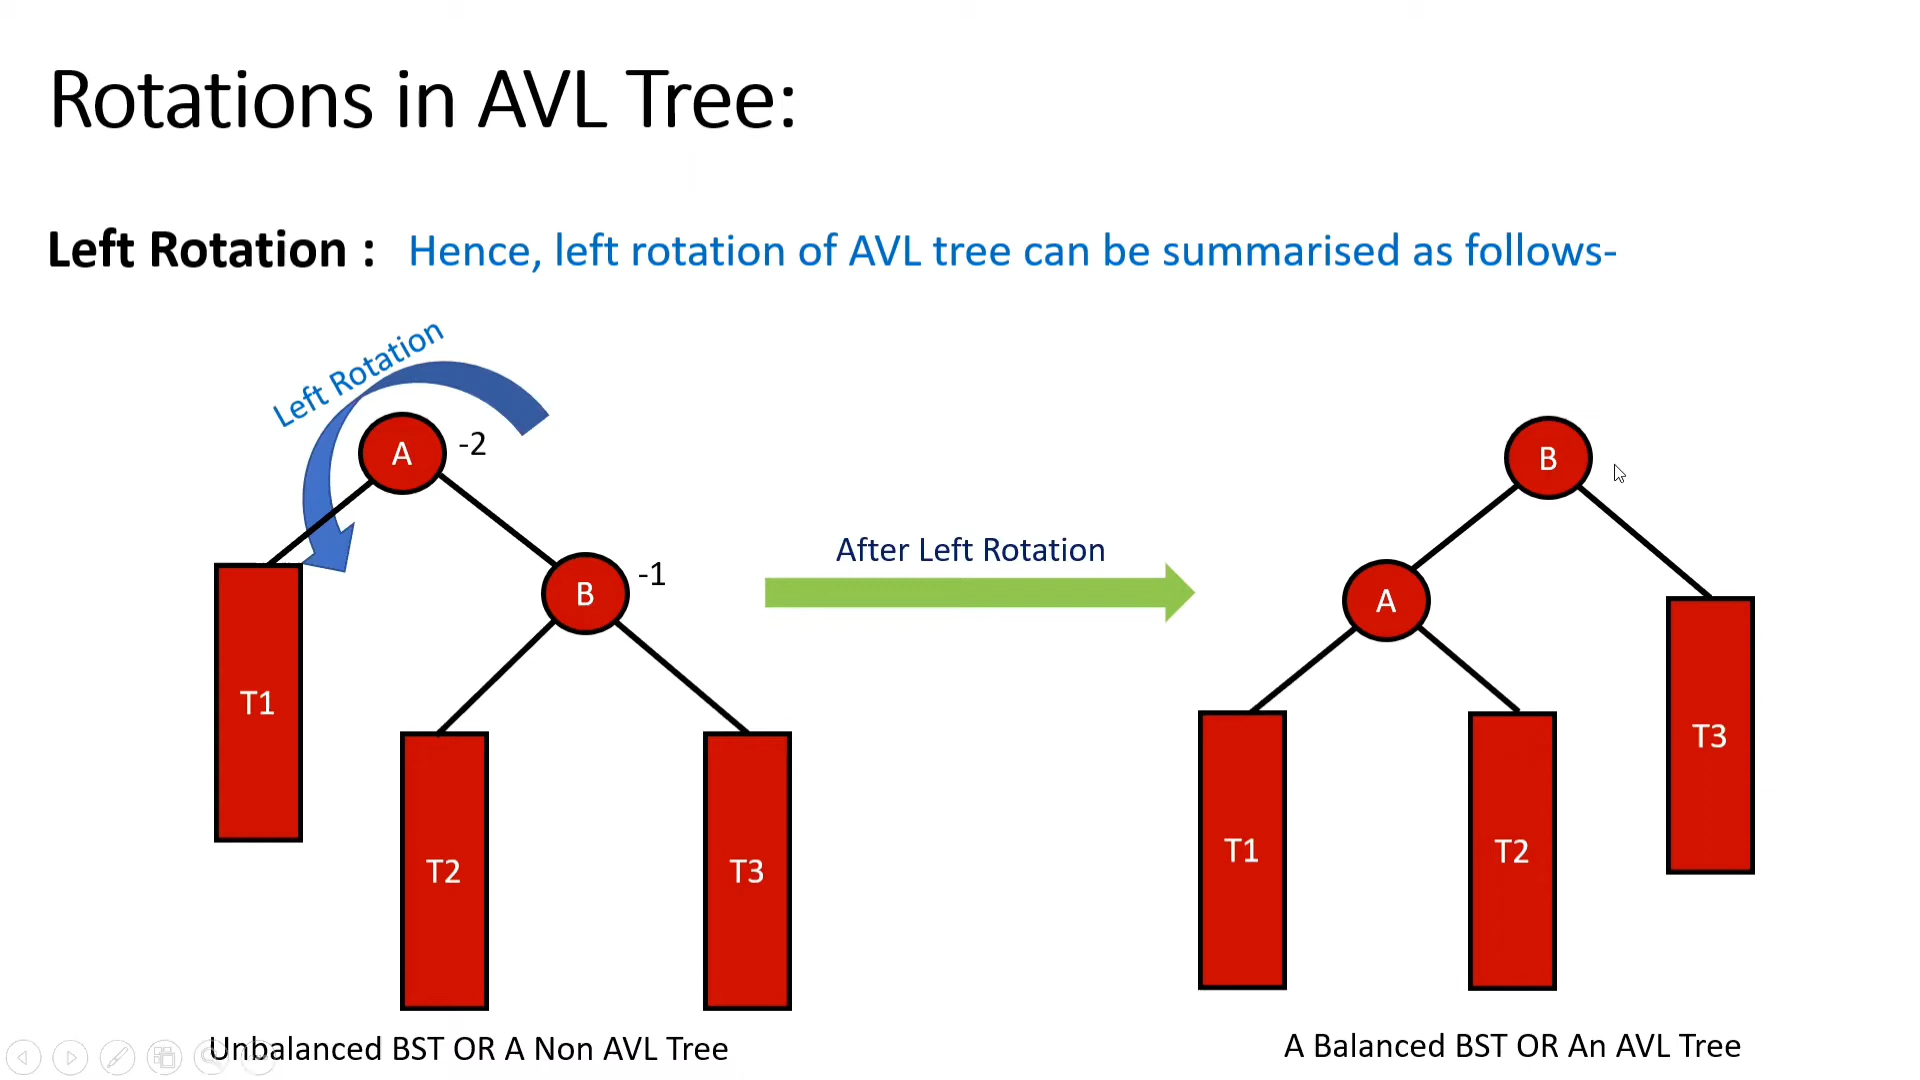 Rotations in AVL Tree:
Left Rotation : Hence, left rotation of AVL tree can be summarised as follows-
Left Rotation
A -2
B -1
T1
T2
T3
After Left Rotation
B
A
T3
T1
T2
Unbalanced BST OR A Non AVL Tree
A Balanced BST OR An AVL Tree